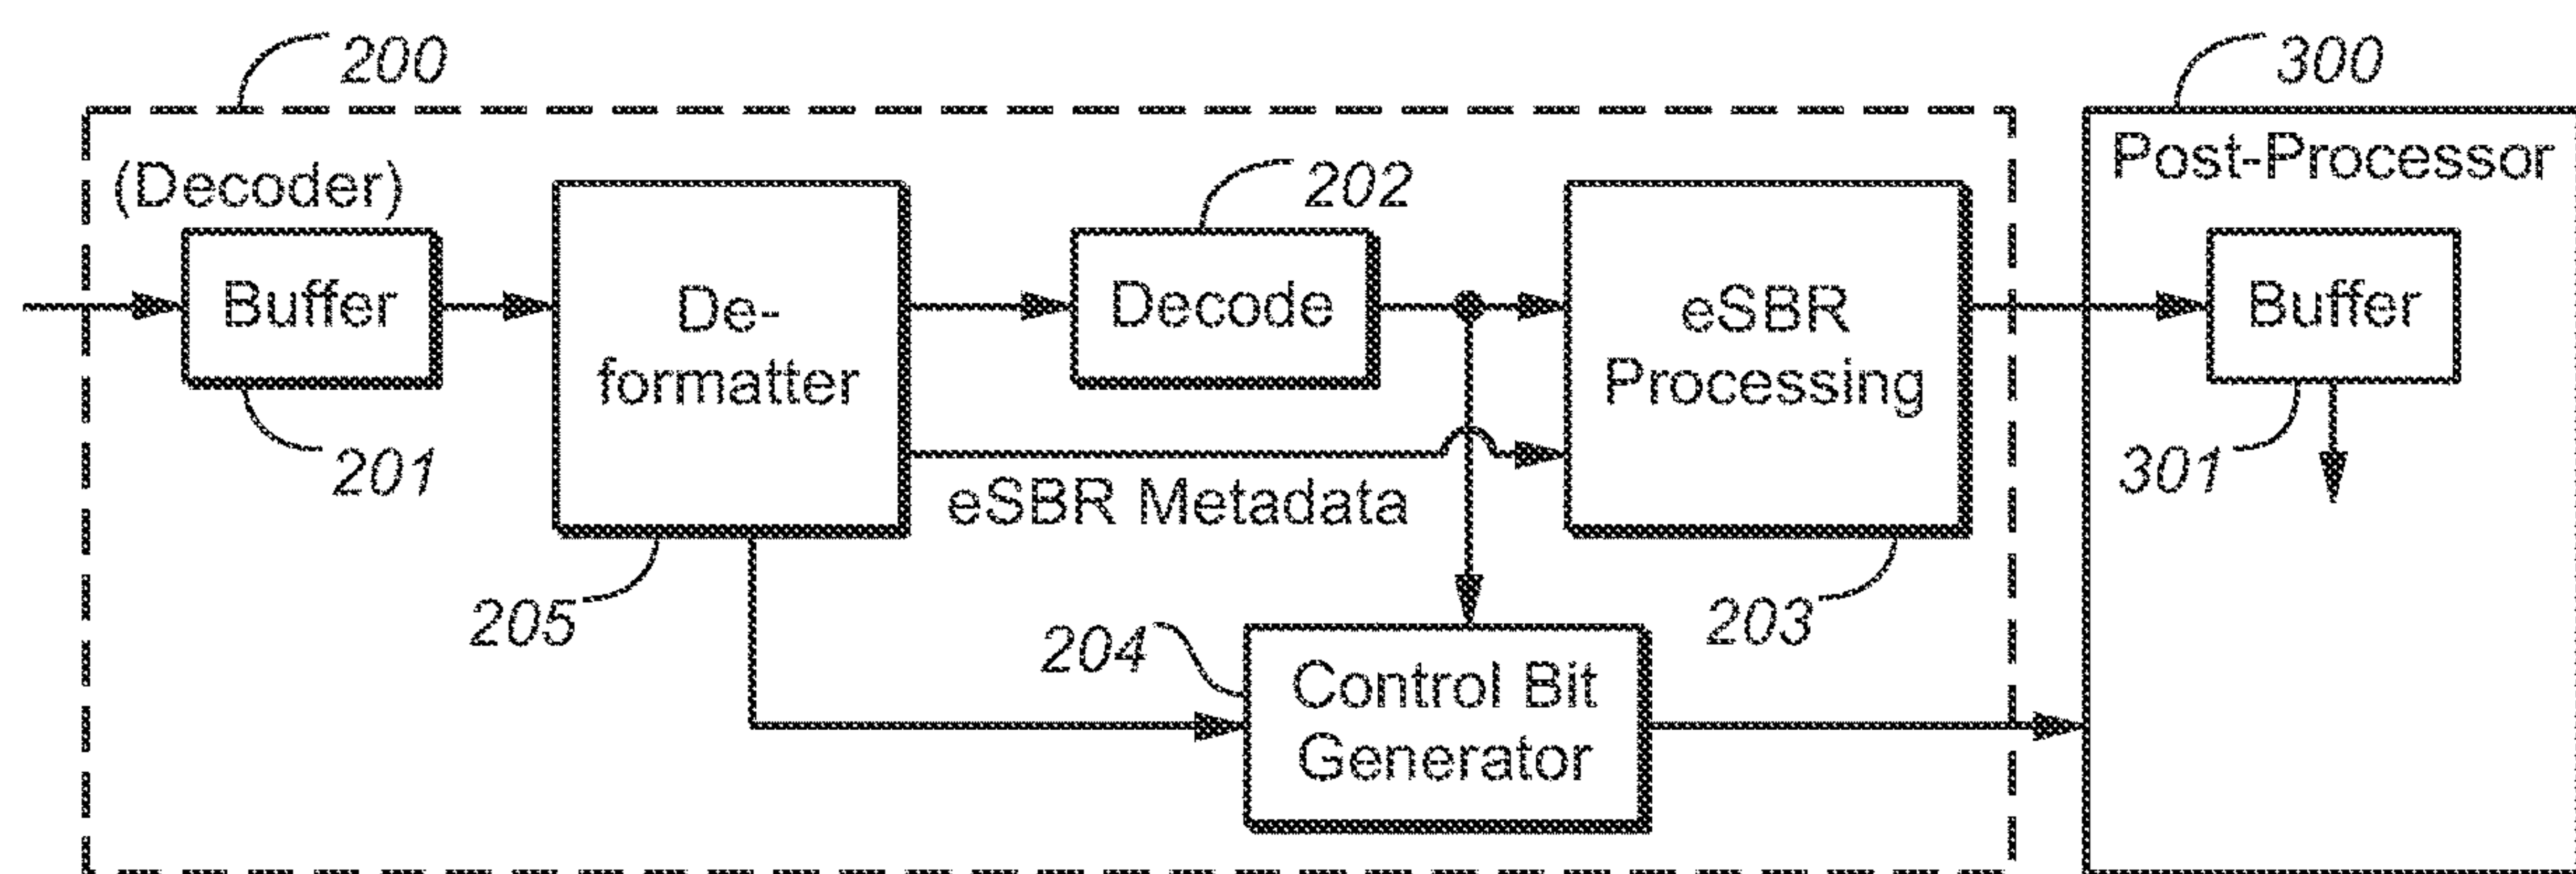 200
300
(Decoder)
Post-Processor
202
Buffer
De-
formatter
Decode
eSBR
Processing
Buffer
201
eSBR Metadata
301
205
204
203
Control Bit
Generator